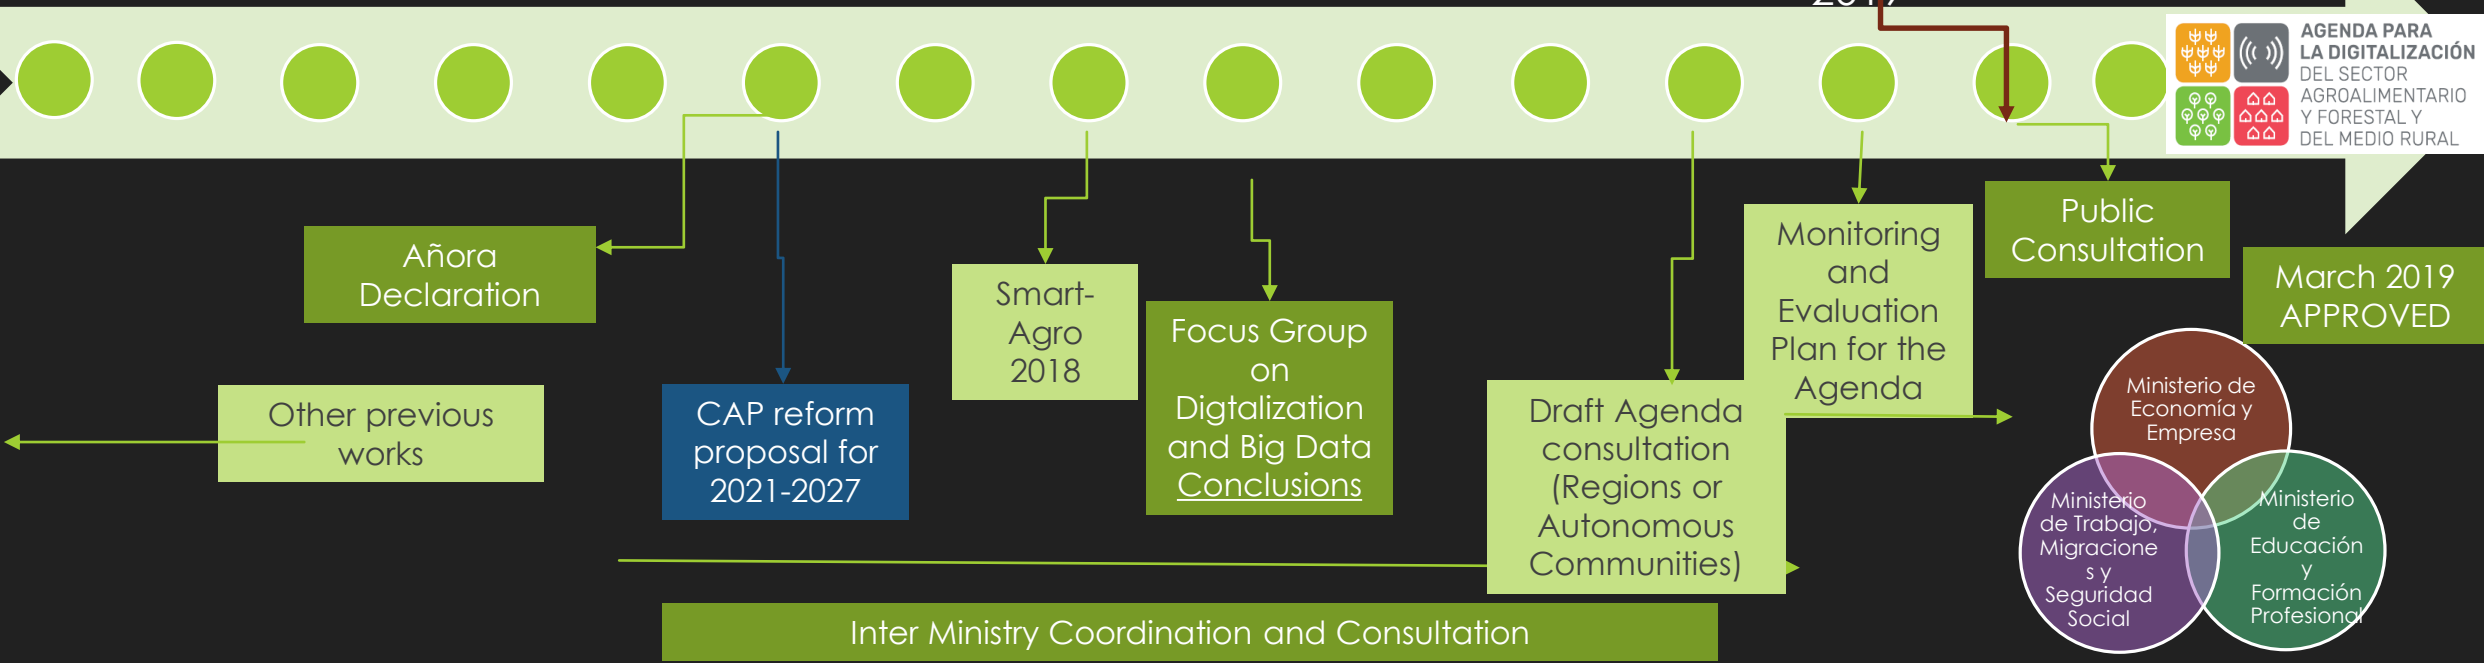 2019
AGENDA PARA
LA DIGITALIZACIÓN
DEL SECTOR
AGROALIMENTARIO
Y FORESTAL Y
DEL MEDIO RURAL
Añora
Declaration
Other previous
works
CAP reform
proposal for
2021-2027
Smart-
Agro
2018
Focus Group
on
Digtalization
and Big Data
Conclusions
Draft Agenda
consultation
(Regions or
Autonomous
Communities)
Monitoring
and
Evaluation
Plan for the
Agenda
Public
Consultation
March 2019
APPROVED
Ministerio de
Economía y
Empresa
Ministerio
de Trabajo,
Migracione
s y
Seguridad
Social
Ministerio
de
Educación
y
Formación
Profesional
Inter Ministry Coordination and Consultation